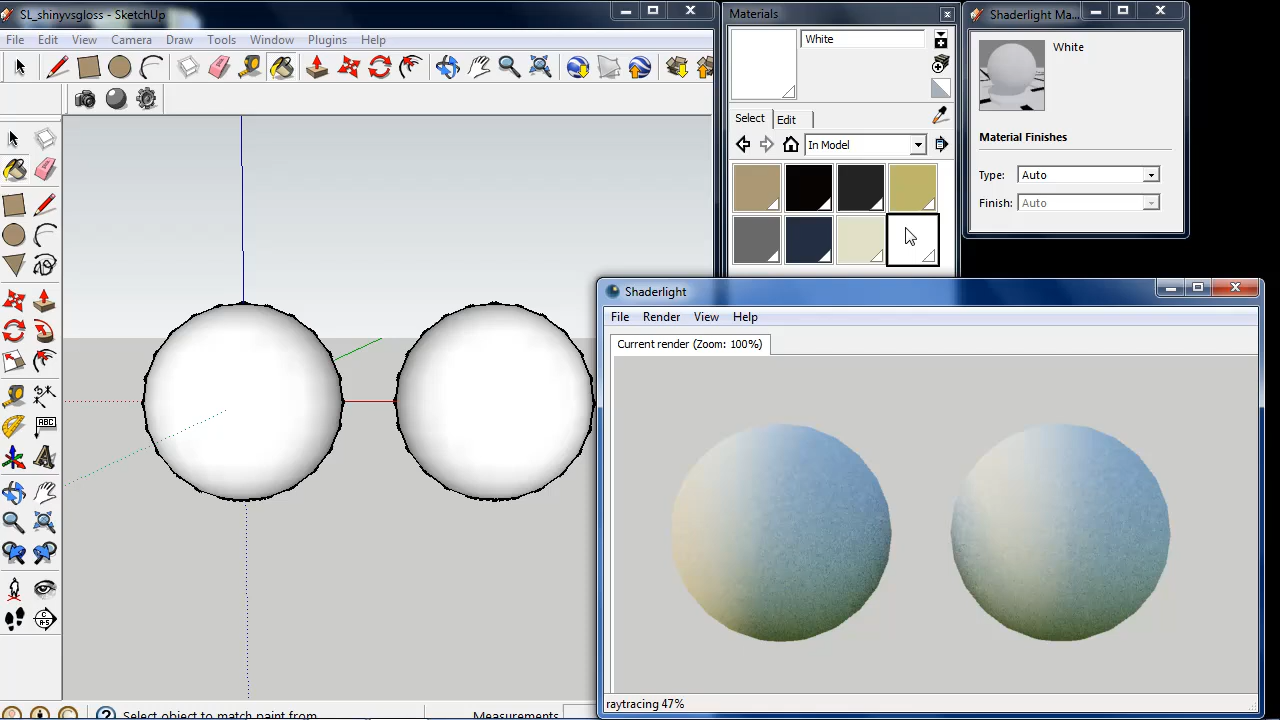 SL_shinyvsgloss - SketchUp
File Edit View Camera Draw Tools Window Plugins Help
Materials
White
Select
Edit
In Model
Shaderlight Ma...
White
Material Finishes
Type: Auto
Finish: Auto
Shaderlight
File Render View Help
Current render (Zoom: 100%)
raytracing 47%
ABC
Select object to match paint from
Measurements